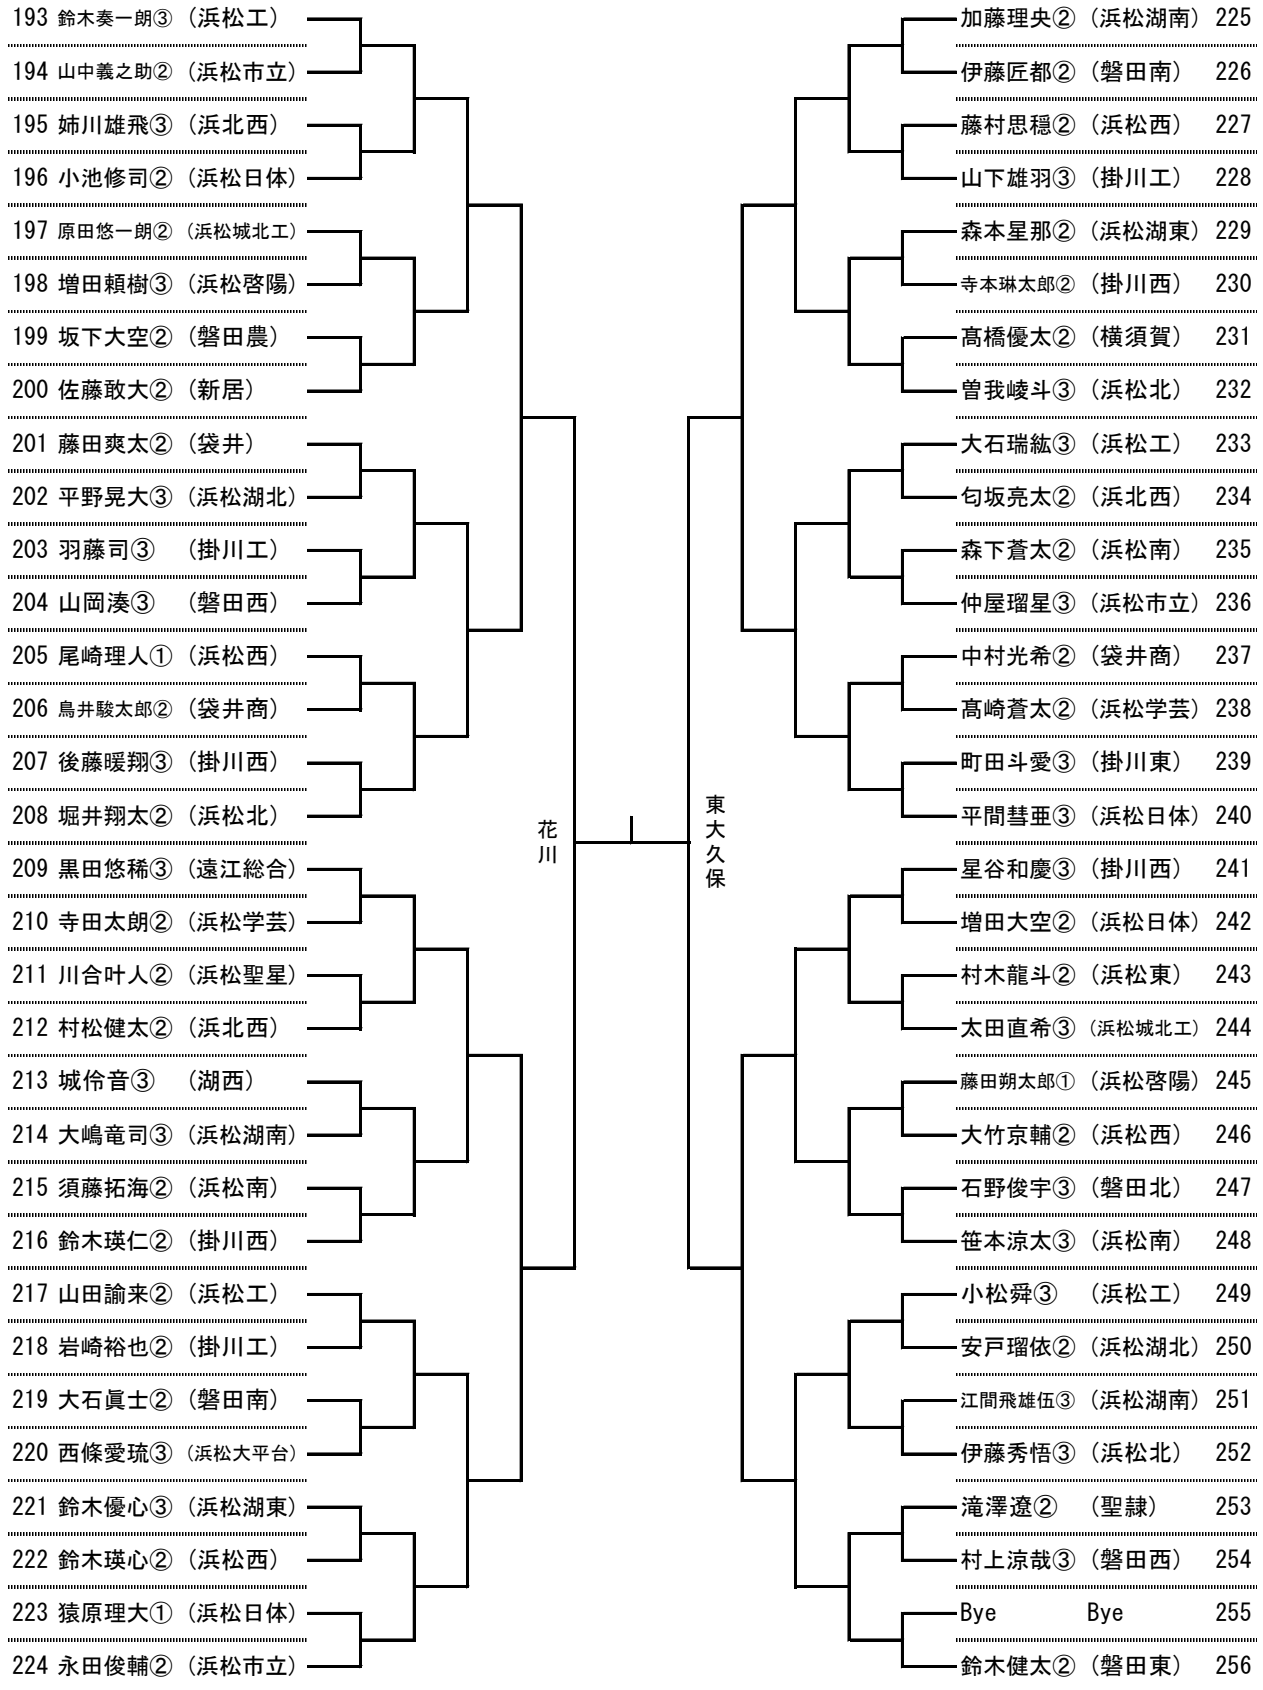 193 鈴木奏一朗③ (浜松工)
194 山中義之助② (浜松市立)
195 姉川雄飛③ (浜北西)
196 小池修司② (浜松日体)
197 原田悠一朗② (浜松城北工)
198 増田頼樹③ (浜松啓陽)
199 坂下大空② (磐田農)
200 佐藤敢大② (新居)
201 藤田爽太② (袋井)
202 平野晃大③ (浜松湖北)
203 羽藤司③ (掛川工)
204 山岡湊③ (磐田西)
205 尾崎理人① (浜松西)
206 鳥井駿太郎② (袋井商)
207 後藤暖翔③ (掛川西)
208 堀井翔太② (浜松北)
209 黒田悠稀③ (遠江総合)
210 寺田太朗② (浜松学芸)
211 川合叶人② (浜松聖星)
212 村松健太② (浜北西)
213 城伶音③ (湖西)
214 大嶋竜司③ (浜松湖南)
215 須藤拓海② (浜松南)
216 鈴木瑛仁② (掛川西)
217 山田諭来② (浜松工)
218 岩崎裕也② (掛川工)
219 大石眞士② (磐田南)
220 西條愛琉③ (浜松大平台)
221 鈴木優心③ (浜松湖東)
222 鈴木瑛心② (浜松西)
223 猿原理大① (浜松日体)
224 永田俊輔② (浜松市立)
花川
東大久保
加藤理央② (浜松湖南) 225
伊藤匠都② (磐田南) 226
藤村思穏② (浜松西) 227
山下雄羽③ (掛川工) 228
森本星那② (浜松湖東) 229
寺本琳太郎② (掛川西) 230
髙橋優太② (横須賀) 231
曽我崚斗③ (浜松北) 232
大石瑞紘③ (浜松工) 233
匂坂亮太② (浜北西) 234
森下蒼太② (浜松南) 235
仲屋瑠星③ (浜松市立) 236
中村光希② (袋井商) 237
髙崎蒼太② (浜松学芸) 238
町田斗愛③ (掛川東) 239
平間彗亜③ (浜松日体) 240
星谷和慶③ (掛川西) 241
増田大空② (浜松日体) 242
村木龍斗② (浜松東) 243
太田直希③ (浜松城北工) 244
藤田朔太郎① (浜松啓陽) 245
大竹京輔② (浜松西) 246
石野俊宇③ (磐田北) 247
笹本涼太③ (浜松南) 248
小松舜③ (浜松工) 249
安戸瑠依② (浜松湖北) 250
江間飛雄伍③ (浜松湖南) 251
伊藤秀悟③ (浜松北) 252
滝澤遼② (聖隷) 253
村上涼哉③ (磐田西) 254
Bye Bye 255
鈴木健太② (磐田東) 256